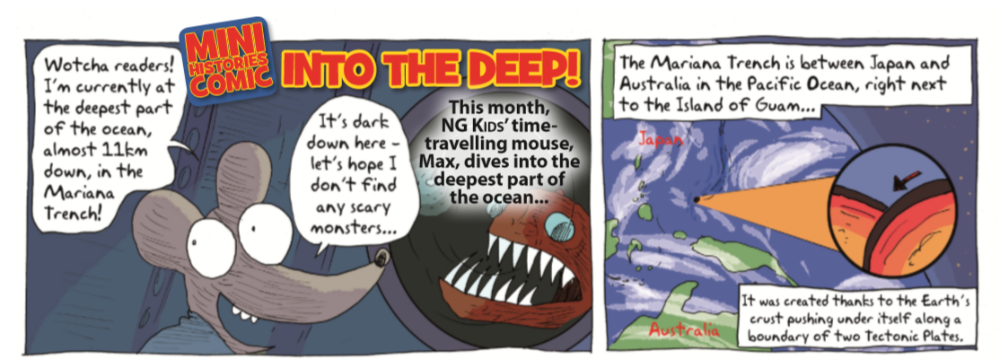 MINI
HISTORIES
COMIC
INTO THE DEEP!
Wotcha readers!
I'm currently at
the deepest part
of the ocean,
almost 11km
down, in the
Mariana
Trench!
It's dark
down here -
let's hope I
don't find
any scary
monsters...
This month,
NG KIDS' time-
travelling mouse,
Max, dives into the
deepest part of
the ocean...
The Mariana Trench is between Japan and
Australia in the Pacific Ocean, right next
to the Island of Guam...
Japan
Australia
It was created thanks to the Earth's
crust pushing under itself along a
boundary of two Tectonic Plates.